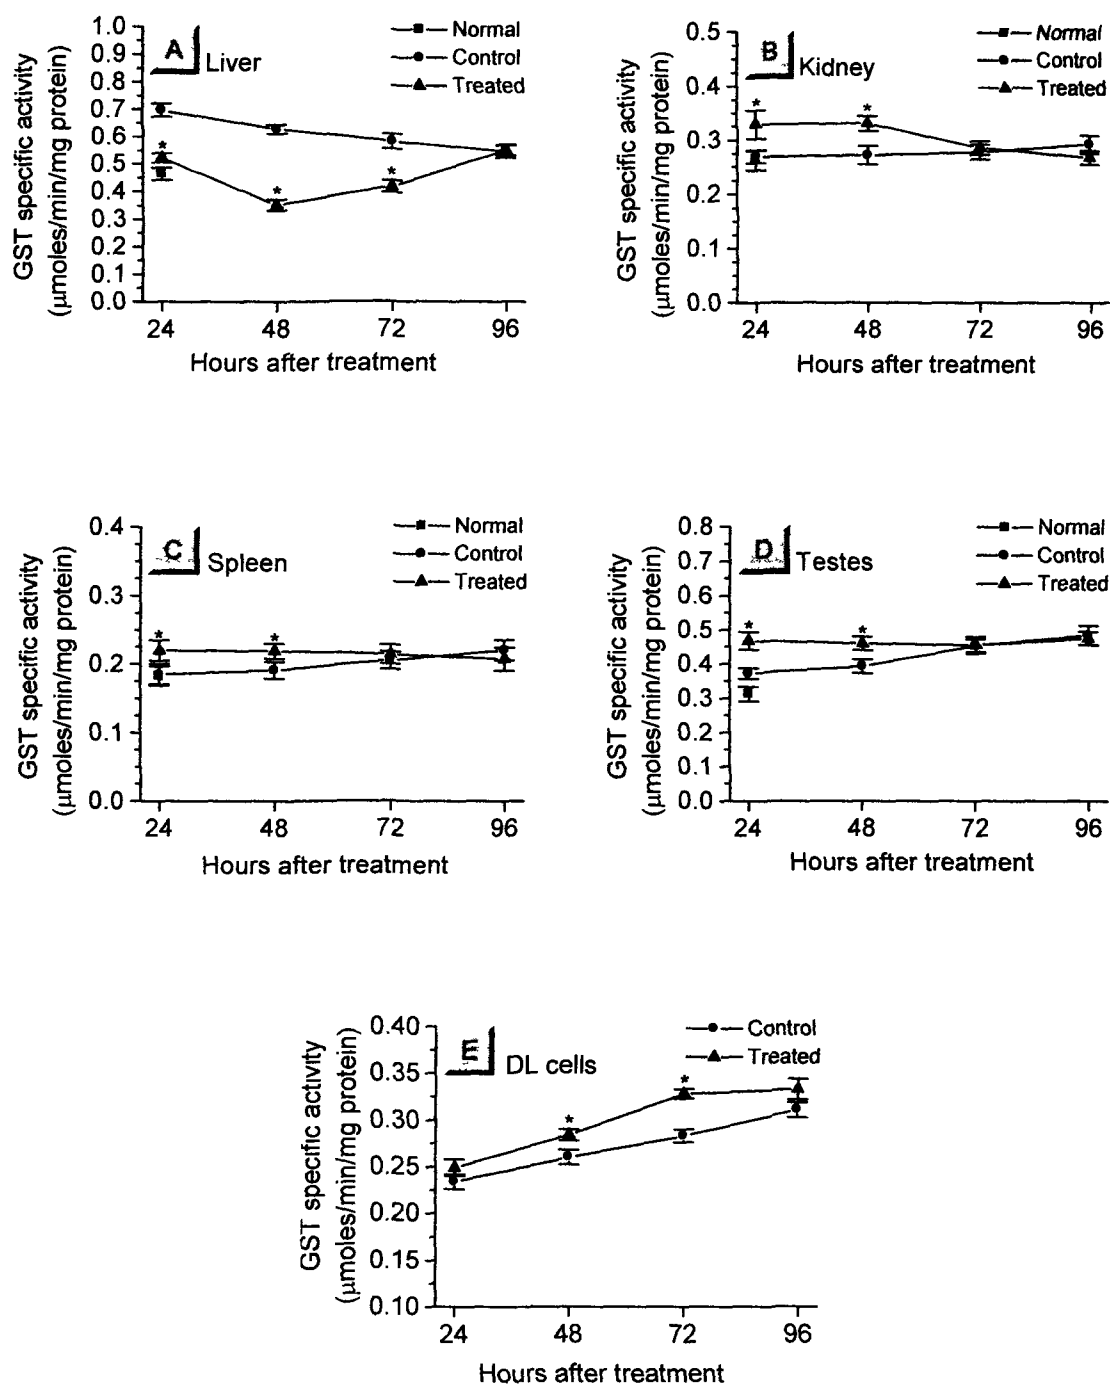 A Liver
Normal
Control
Treated
GST specific activity
(μmoles/min/mg protein)
1.0
0.9
0.8
0.7
0.6
0.5
0.4
0.3
0.2
0.1
0.0
*
*
*
24 48 72 96
Hours after treatment
B Kidney
Normal
Control
Treated
GST specific activity
(μmoles/min/mg protein)
0.5
0.4
0.3
0.2
0.1
0.0
*
*
24 48 72 96
Hours after treatment
C Spleen
Normal
Control
Treated
GST specific activity
(μmoles/min/mg protein)
0.4
0.3
0.2
0.1
0.0
*
*
24 48 72 96
Hours after treatment
D Testes
Normal
Control
Treated
GST specific activity
(μmoles/min/mg protein)
0.8
0.7
0.6
0.5
0.4
0.3
0.2
0.1
0.0
*
*
24 48 72 96
Hours after treatment
E DL cells
Control
Treated
GST specific activity
(μmoles/min/mg protein)
0.40
0.35
0.30
0.25
0.20
0.15
0.10
*
*
24 48 72 96
Hours after treatment